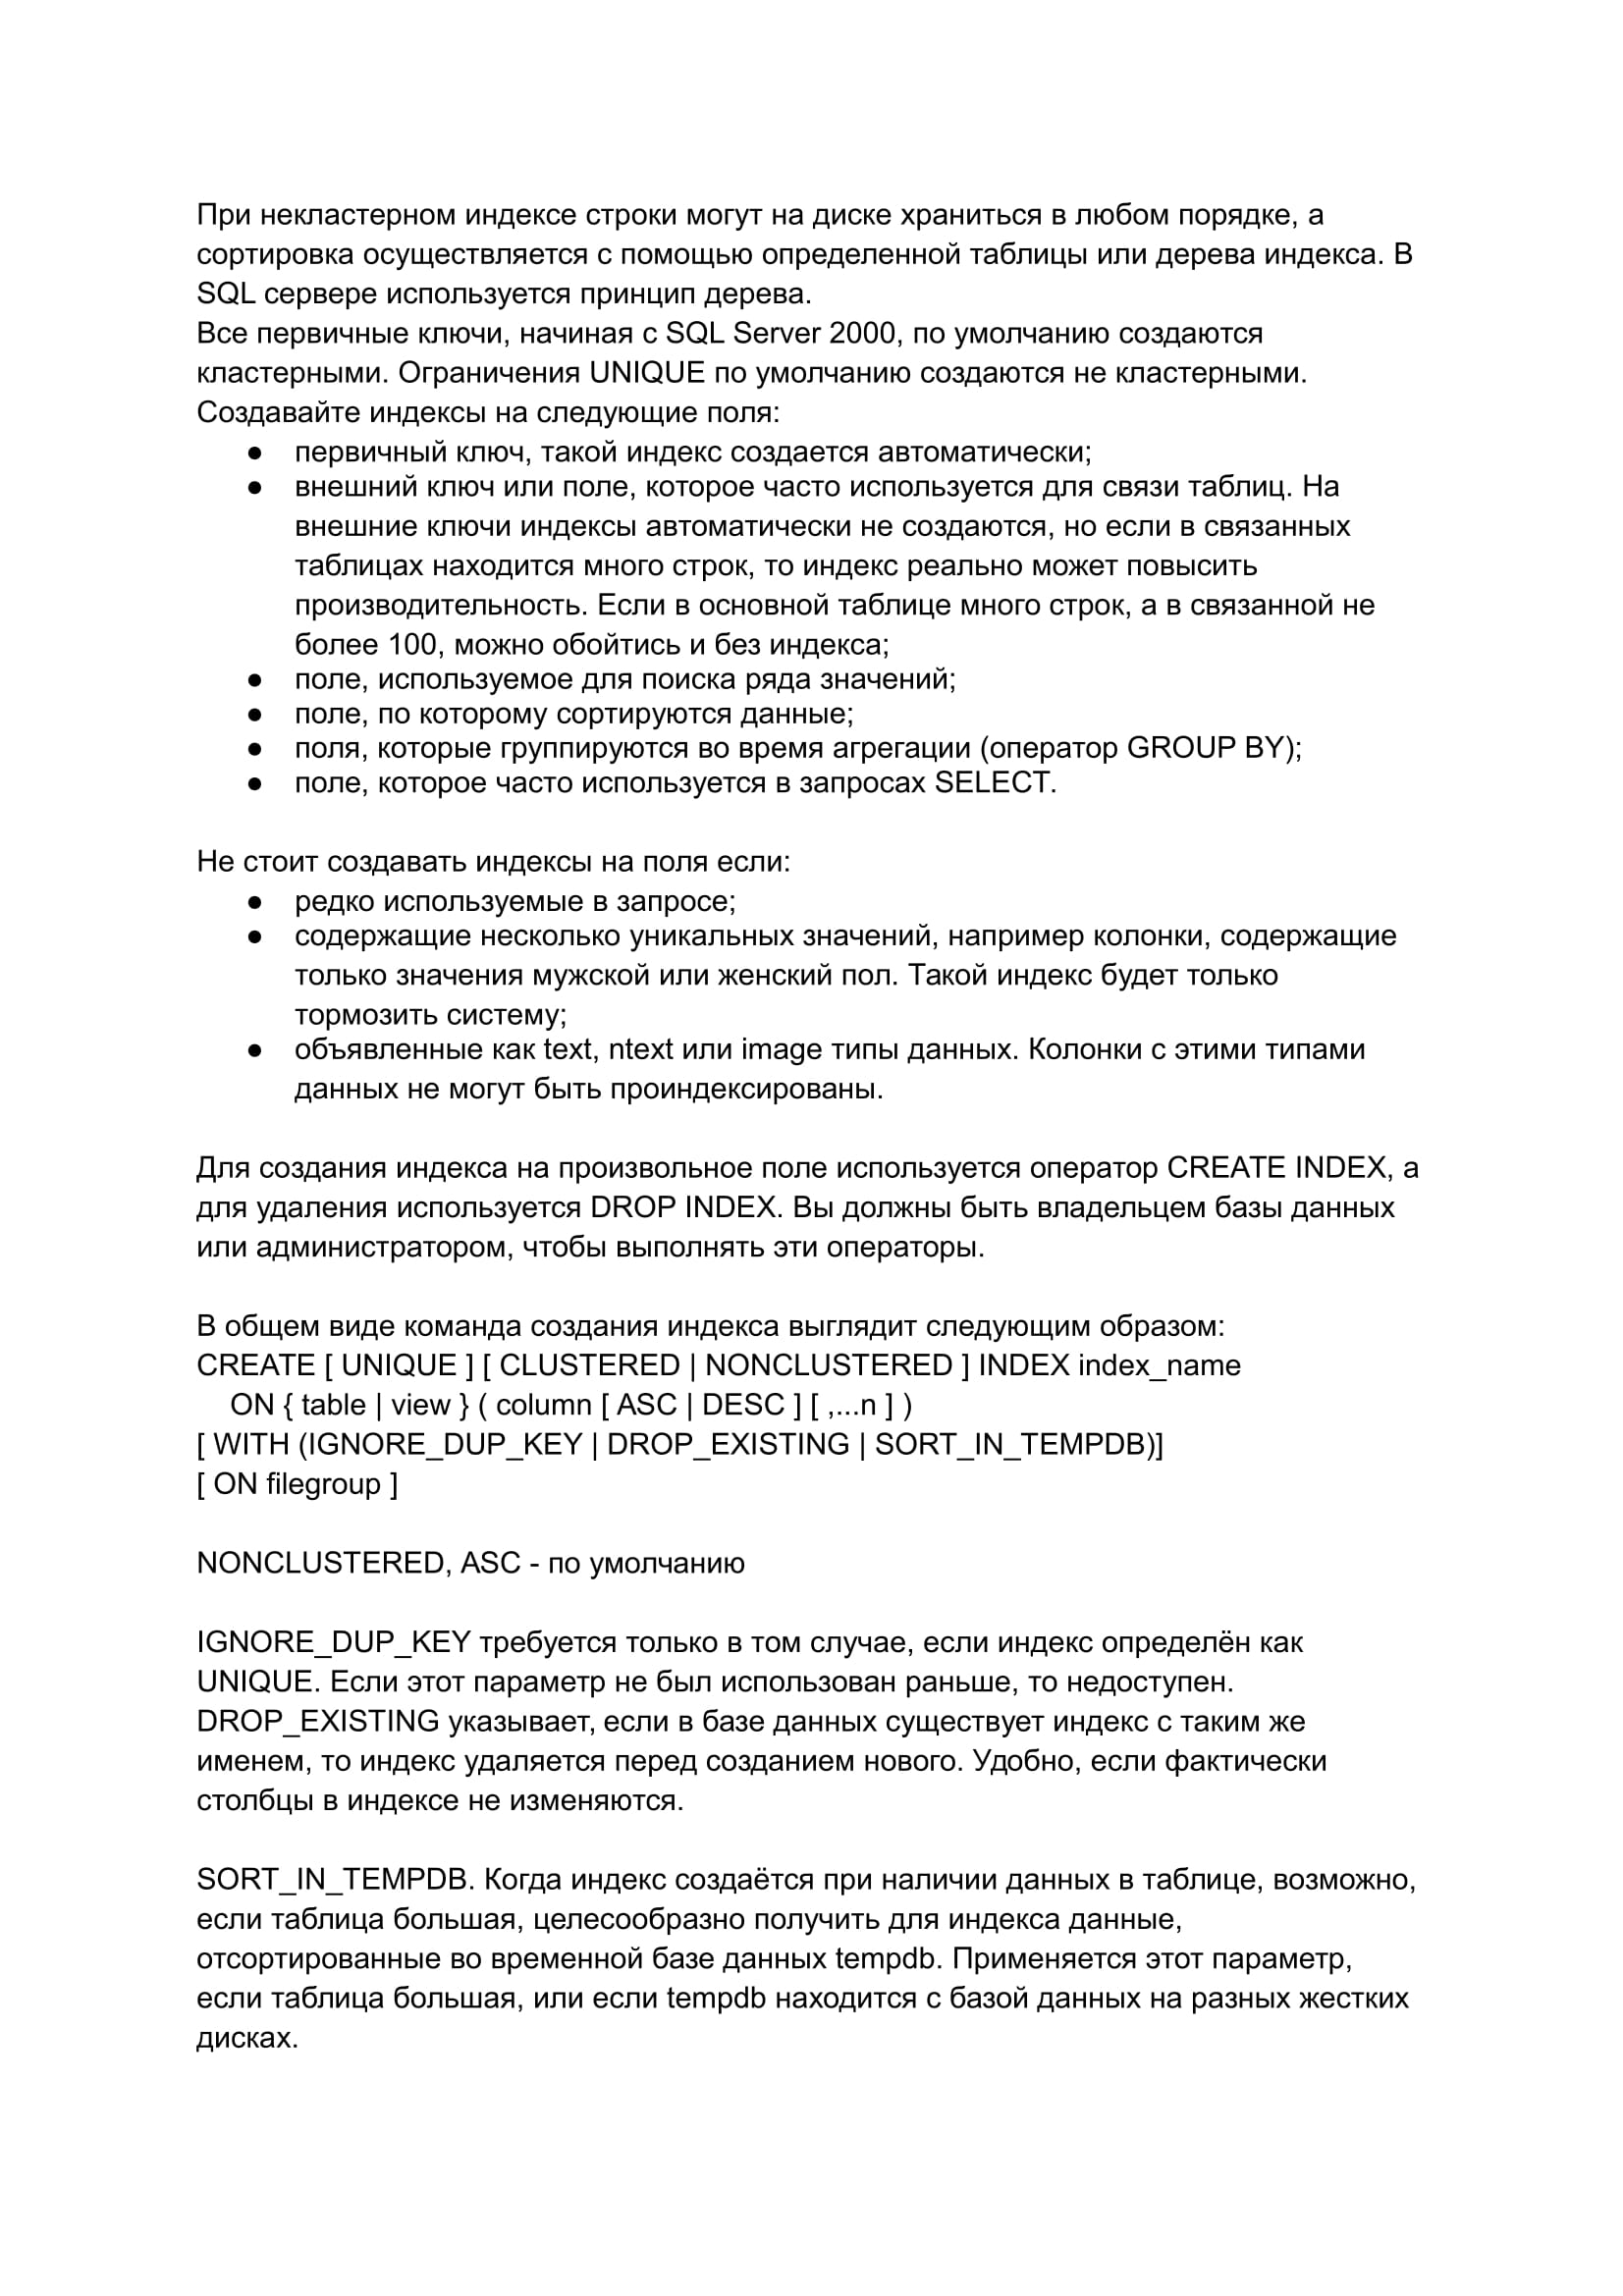 При некластерном индексе строки могут на диске храниться в любом порядке, а
сортировка осуществляется с помощью определенной таблицы или дерева индекса. В
SQL сервере используется принцип дерева.
Все первичные ключи, начиная с SQL Server 2000, по умолчанию создаются
кластерными. Ограничения UNIQUE по умолчанию создаются не кластерными.
Создавайте индексы на следующие поля:
● первичный ключ, такой индекс создается автоматически;
● внешний ключ или поле, которое часто используется для связи таблиц. На
внешние ключи индексы автоматически не создаются, но если в связанных
таблицах находится много строк, то индекс реально может повысить
производительность. Если в основной таблице много строк, а в связанной не
более 100, можно обойтись и без индекса;
● поле, используемое для поиска ряда значений;
● поле, по которому сортируются данные;
● поля, которые группируются во время агрегации (оператор GROUP BY);
● поле, которое часто используется в запросах SELECT.
Не стоит создавать индексы на поля если:
● редко используемые в запросе;
● содержащие несколько уникальных значений, например колонки, содержащие
только значения мужской или женский пол. Такой индекс будет только
тормозить систему;
● объявленные как text, ntext или image типы данных. Колонки с этими типами
данных не могут быть проиндексированы.
Для создания индекса на произвольное поле используется оператор CREATE INDEX, а
для удаления используется DROP INDEX. Вы должны быть владельцем базы данных
или администратором, чтобы выполнять эти операторы.
В общем виде команда создания индекса выглядит следующим образом:
CREATE [ UNIQUE ] [ CLUSTERED | NONCLUSTERED ] INDEX index_name
ON { table | view } ( column [ ASC | DESC ] [ ,...n ] )
[ WITH (IGNORE_DUP_KEY | DROP_EXISTING | SORT_IN_TEMPDB)]
[ ON filegroup ]
NONCLUSTERED, ASC - по умолчанию
IGNORE_DUP_KEY требуется только в том случае, если индекс определён как
UNIQUE. Если этот параметр не был использован раньше, то недоступен.
DROP_EXISTING указывает, если в базе данных существует индекс с таким же
именем, то индекс удаляется перед созданием нового. Удобно, если фактически
столбцы в индексе не изменяются.
SORT_IN_TEMPDB. Когда индекс создаётся при наличии данных в таблице, возможно,
если таблица большая, целесообразно получить для индекса данные,
отсортированные во временной базе данных tempdb. Применяется этот параметр,
если таблица большая, или если tempdb находится с базой данных на разных жестких
дисках.